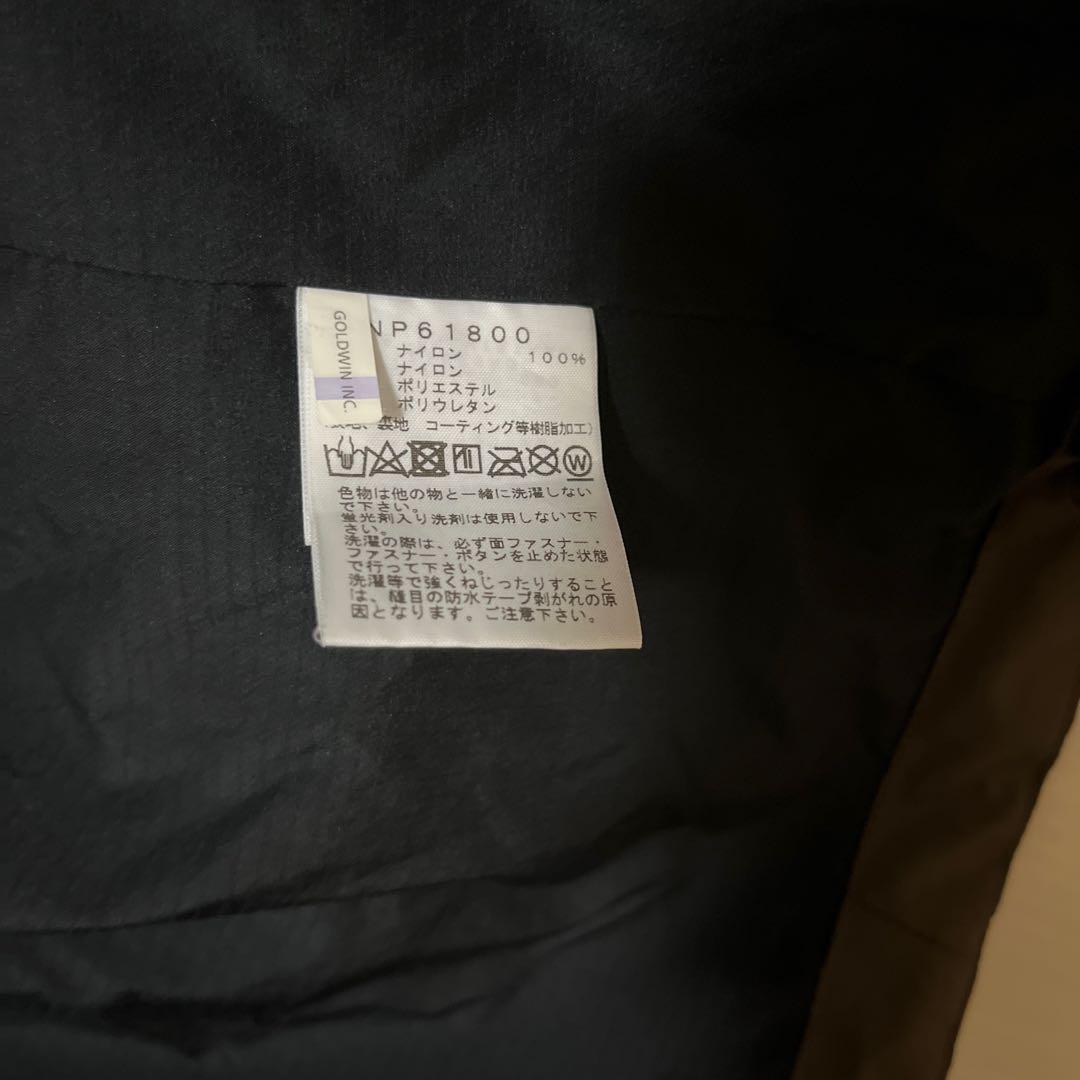 GOLDWIN INC.
NP61800
ナイロン 100%
ナイロン
ポリエステル
ポリウレタン
裏地 コーティング等樹脂加工)
W
色物は他の物と一緒に洗濯しない
で下さい。
蛍光剤入り洗剤は使用しないで下
さい。
洗濯の際は、必ず面ファスナー・
ファスナー・ボタンを止めた状態
で行って下さい。
洗濯等で強くねじったりすること
は、縫目の防水テープ剥がれの原
因となります。ご注意下さい。